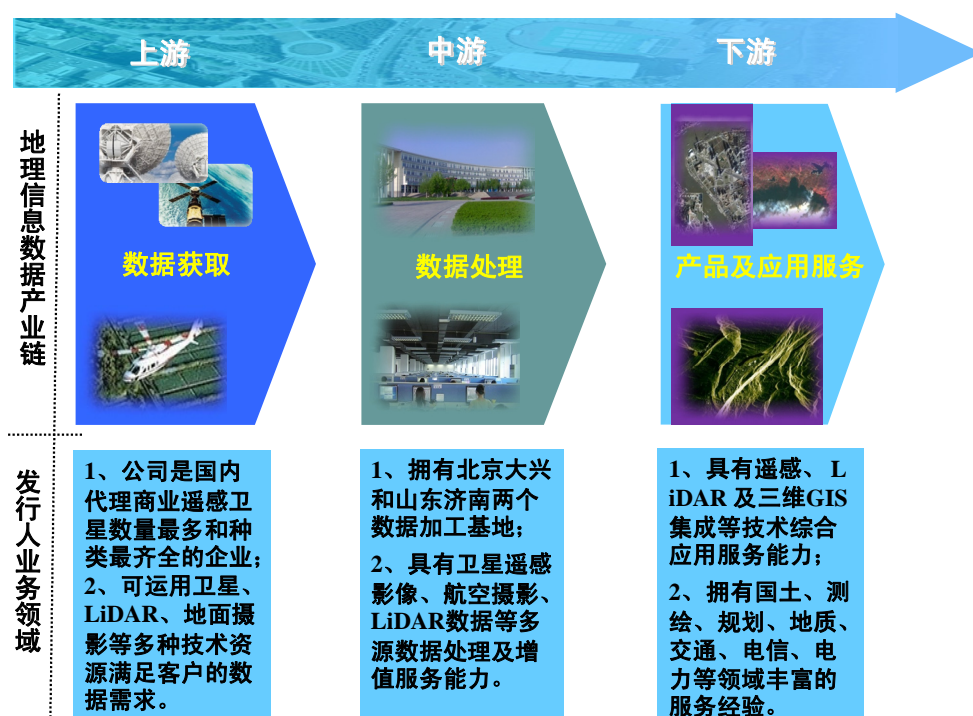 上游
中游
下游
地理信息数据产业链
数据获取
数据处理
产品及应用服务
发行人业务领域
1、公司是国内
代理商业遥感卫
星数量最多和种
类最齐全的企业；
2、可运用卫星、
LiDAR、地面摄
影等多种技术资
源满足客户的数
据需求。
1、拥有北京大兴
和山东济南两个
数据加工基地；
2、具有卫星遥感
影像、航空摄影、
LiDAR数据等多
源数据处理及增
值服务能力。
1、具有遥感、 L
iDAR 及三维GIS
集成等技术综合
应用服务能力；
2、拥有国土、测
绘、规划、地质、
交通、电信、电
力等领域丰富的
服务经验。